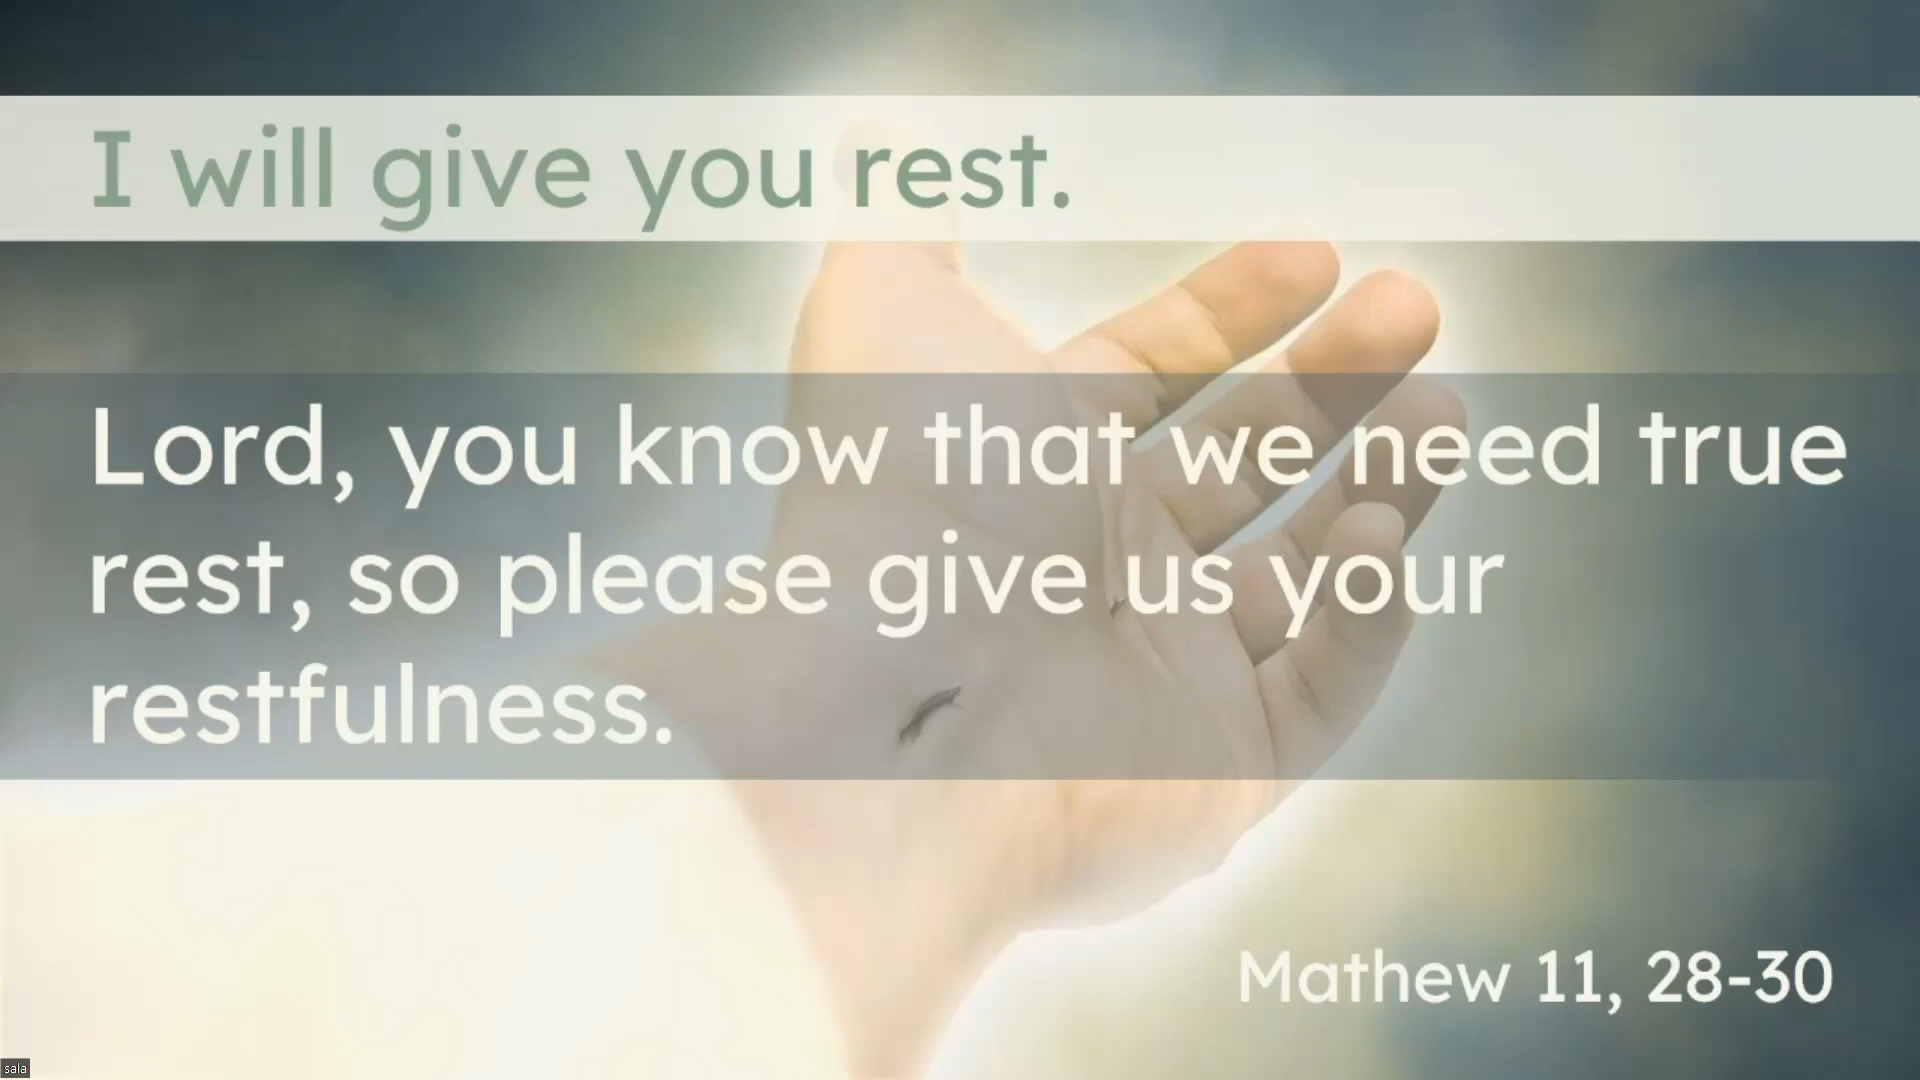 I will give you rest.
Lord, you know that we need true
rest, so please give us your
restfulness.
Mathew 11, 28-30
sala